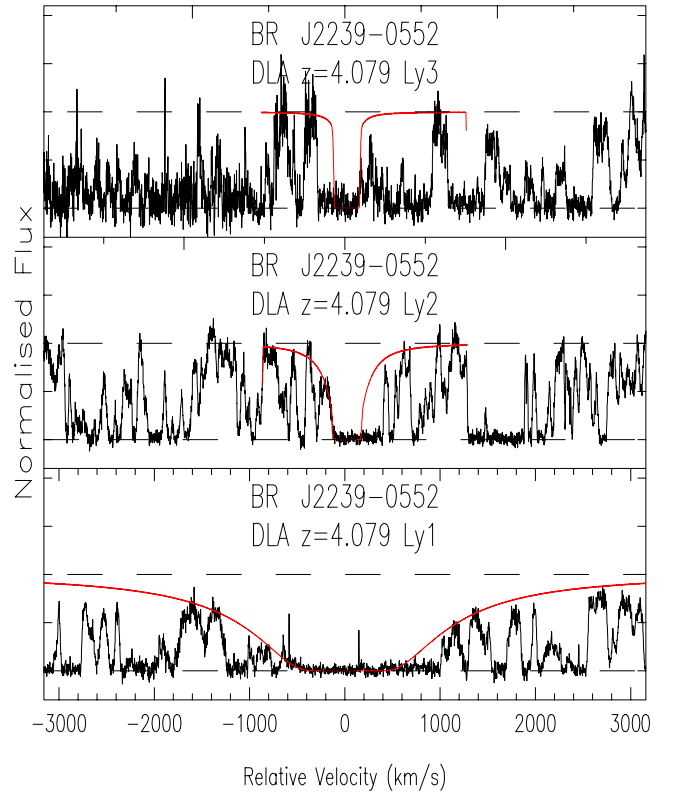 BR J2239-0552
DLA z=4.079 Ly3
BR J2239-0552
DLA z=4.079 Ly2
BR J2239-0552
DLA z=4.079 Ly1
Normalised Flux
-3000 -2000 -1000 0 1000 2000 3000
Relative Velocity (km/s)